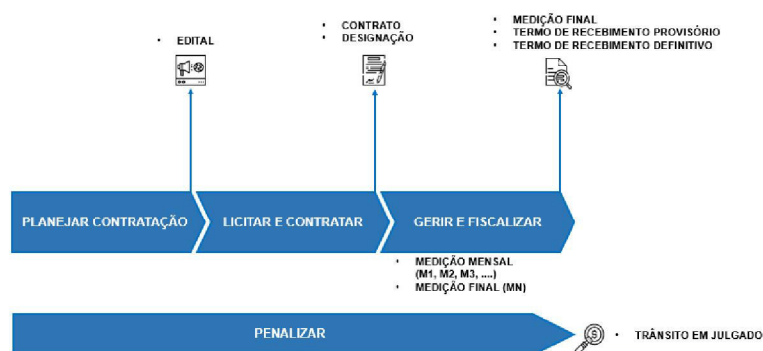 • EDITAL
• CONTRATO
• DESIGNAÇÃO
• MEDIÇÃO FINAL
• TERMO DE RECEBIMENTO PROVISÓRIO
• TERMO DE RECEBIMENTO DEFINITIVO
PLANEJAR CONTRATAÇÃO
LICITAR E CONTRATAR
GERIR E FISCALIZAR
• MEDIÇÃO MENSAL
(M1, M2, M3, ....)
• MEDIÇÃO FINAL (MN)
PENALIZAR
• TRÂNSITO EM JULGADO